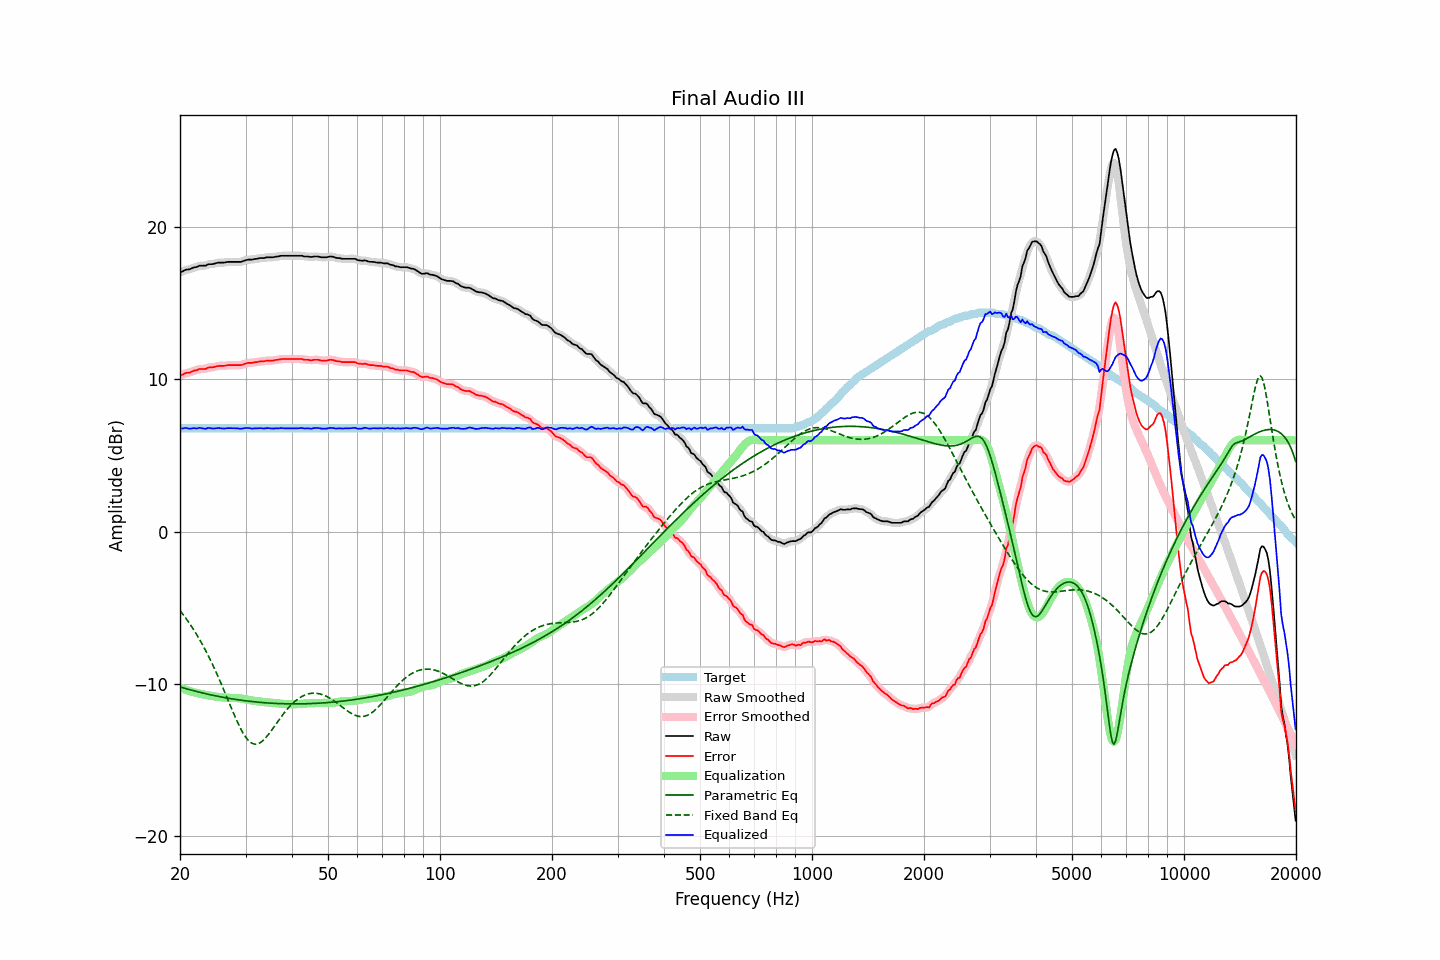 Final Audio III
Amplitude (dBr)
20
10
0
−10
−20
Target
Raw Smoothed
Error Smoothed
Raw
Error
Equalization
Parametric Eq
Fixed Band Eq
Equalized
20 50 100 200 500 1000 2000 5000 10000 20000
Frequency (Hz)